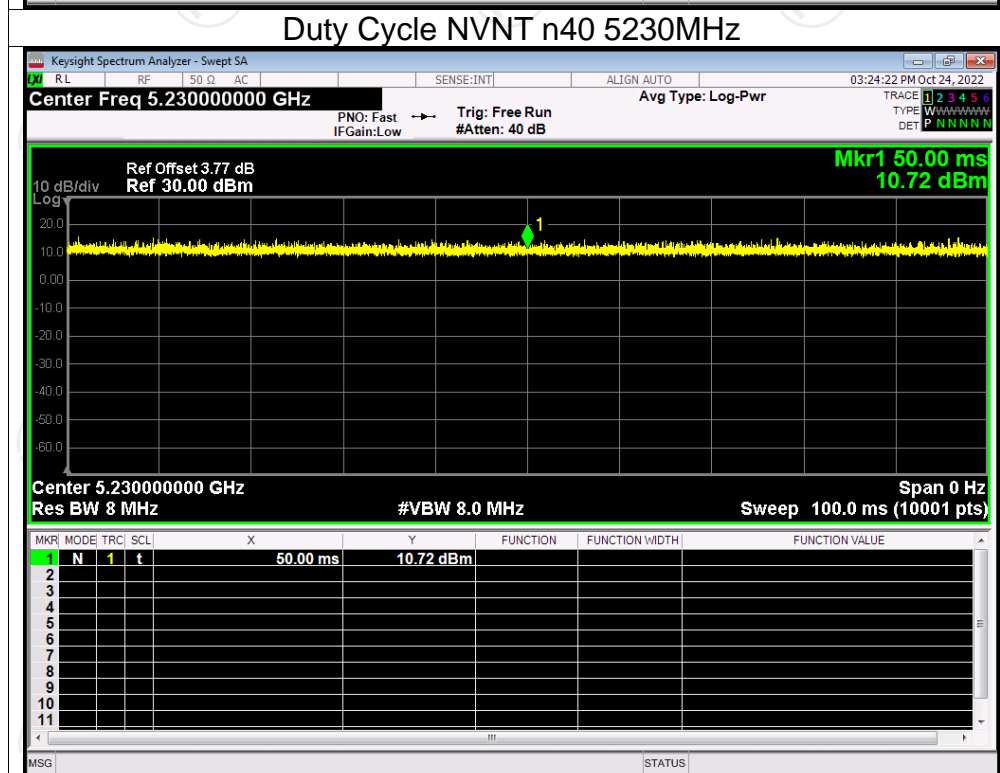 Duty Cycle NVNT n40 5230MHz
Keysight Spectrum Analyzer - Swept SA
LXI RL RF 50 Ω AC SENSE:INT ALIGN AUTO 03:24:22 PM Oct 24, 2022
Center Freq 5.230000000 GHz Avg Type: Log-Pwr TRACE 1 2 3 4 5 6
PNO: Fast Trig: Free Run TYPE WWWWWW
IFGain:Low #Atten: 40 dB DET P N N N N N
Mkr1 50.00 ms
Ref Offset 3.77 dB
10 dB/div Ref 30.00 dBm 10.72 dBm
Log
20.0
1
10.0
0.00
-10.0
-20.0
-30.0
-40.0
-50.0
-60.0
Center 5.230000000 GHz Span 0 Hz
Res BW 8 MHz #VBW 8.0 MHz Sweep 100.0 ms (10001 pts)
MKR MODE TRC SCL X Y FUNCTION FUNCTION WIDTH FUNCTION VALUE
1 N 1 t 50.00 ms 10.72 dBm
2
3
4
5
6
7
8
9
10
11
MSG STATUS